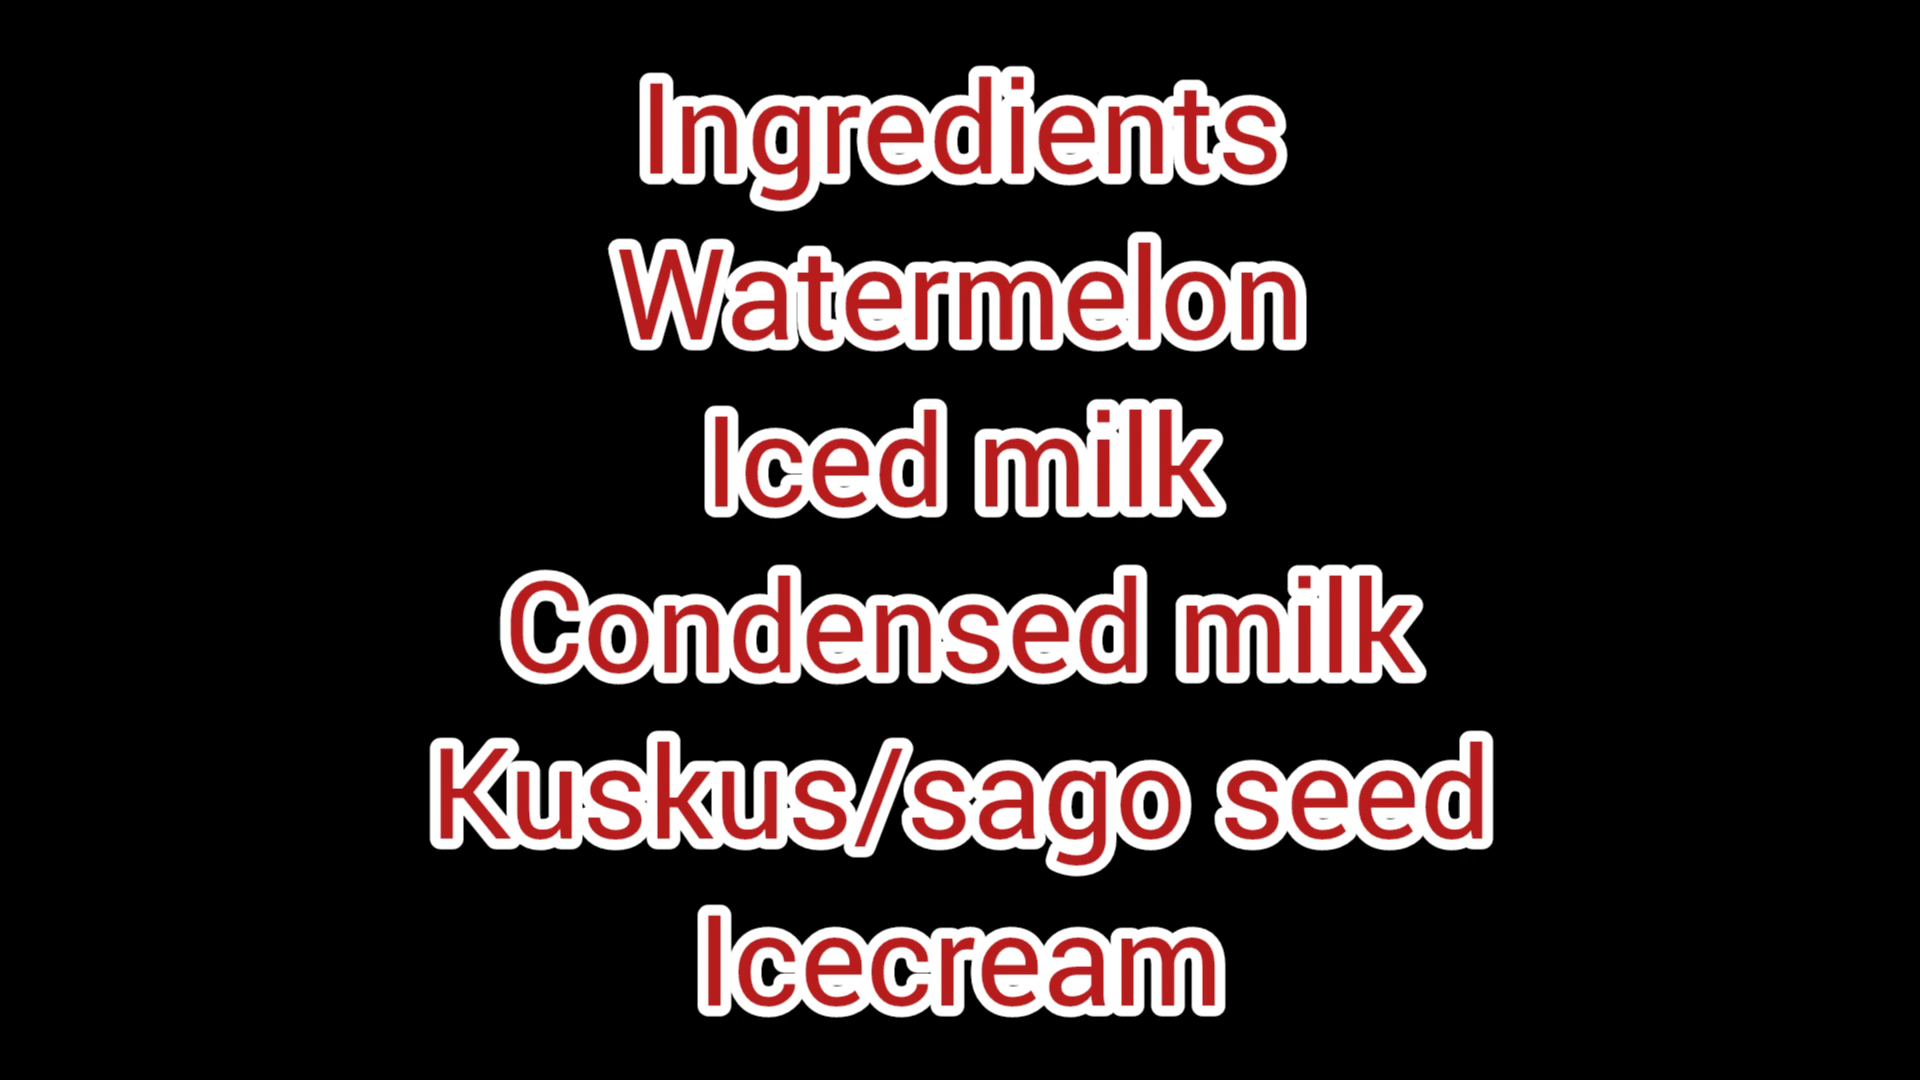 Ingredients
Watermelon
Iced milk
Condensed milk
Kuskus/sago seed
Icecream